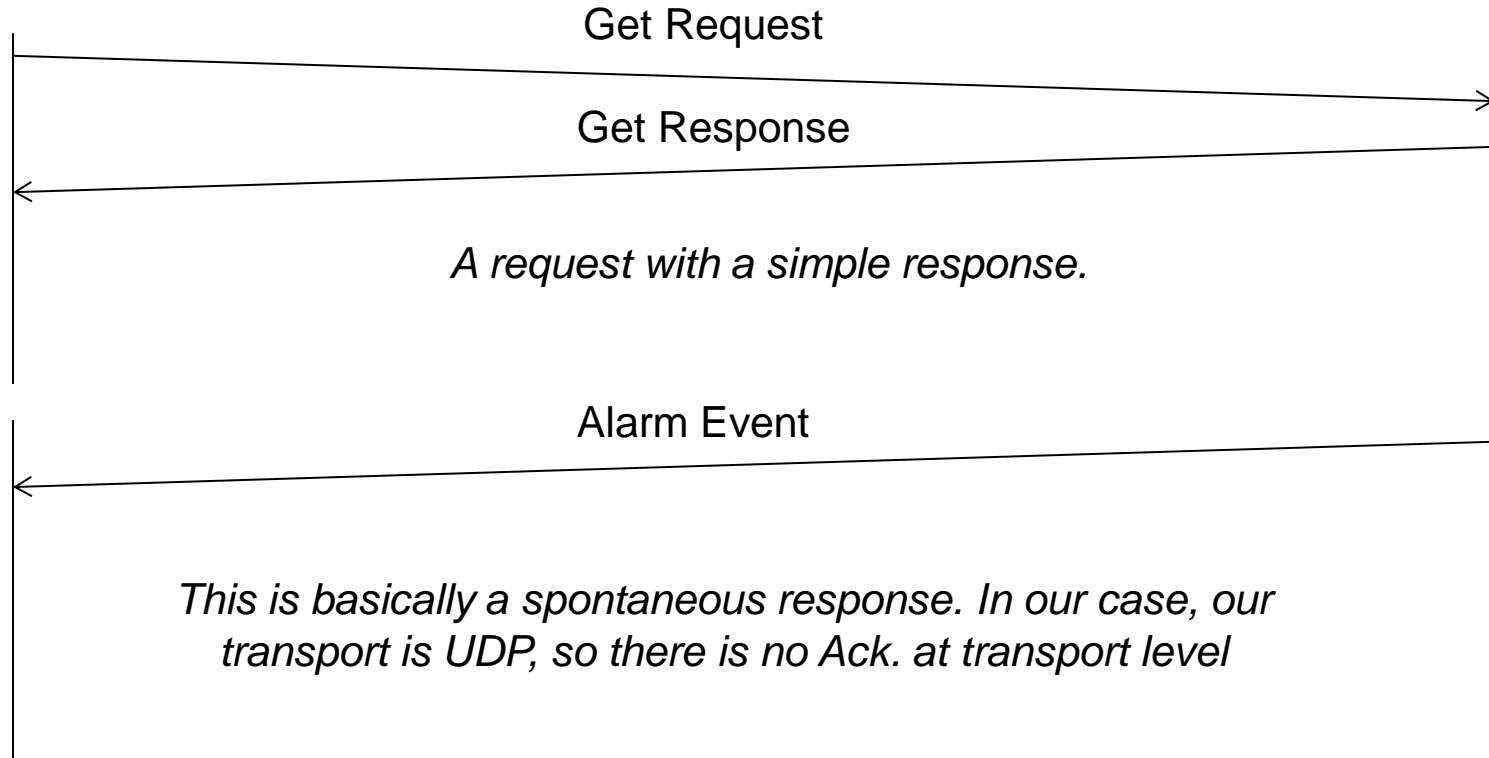 Get Request
Get Response
A request with a simple response.
Alarm Event
This is basically a spontaneous response. In our case, our
transport is UDP, so there is no Ack. at transport level